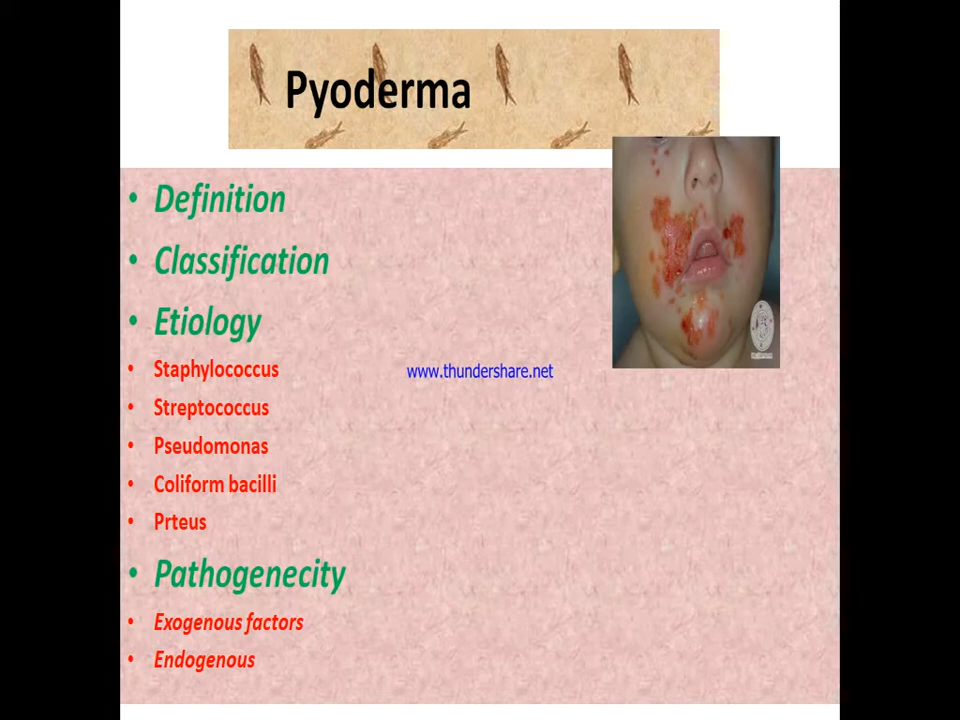 Pyoderma
• Definition
• Classification
• Etiology
• Staphylococcus
www.thundershare.net
• Streptococcus
• Pseudomonas
• Coliform bacilli
• Prteus
• Pathogenecity
• Exogenous factors
• Endogenous